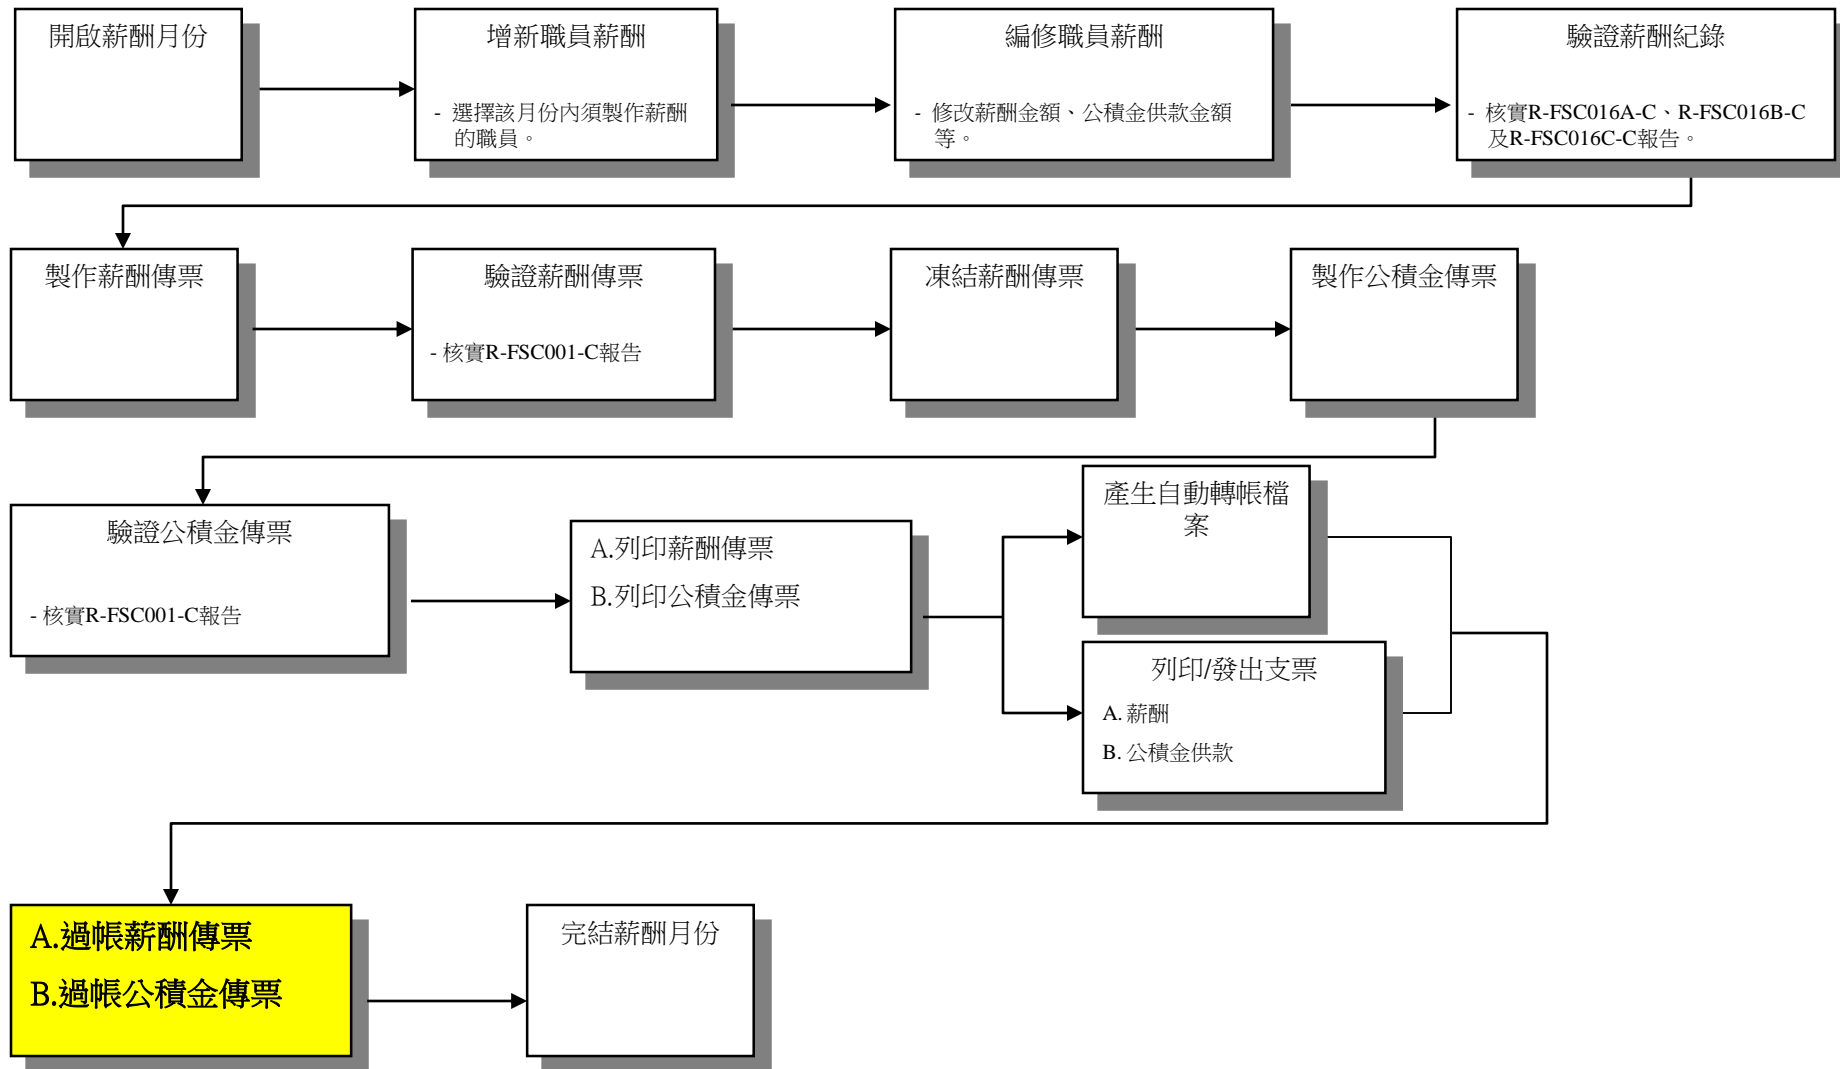 開啟薪酬月份
增新職員薪酬
- 選擇該月份內須製作薪酬
的職員。
編修職員薪酬
- 修改薪酬金額、公積金供款金額
等。
驗證薪酬紀錄
- 核實R-FSC016A-C、R-FSC016B-C
及R-FSC016C-C報告。
製作薪酬傳票
驗證薪酬傳票
- 核實R-FSC001-C報告
凍結薪酬傳票
製作公積金傳票
驗證公積金傳票
- 核實R-FSC001-C報告
A.列印薪酬傳票
B.列印公積金傳票
產生自動轉帳檔
案
列印/發出支票
A. 薪酬
B. 公積金供款
A.過帳薪酬傳票
B.過帳公積金傳票
完結薪酬月份